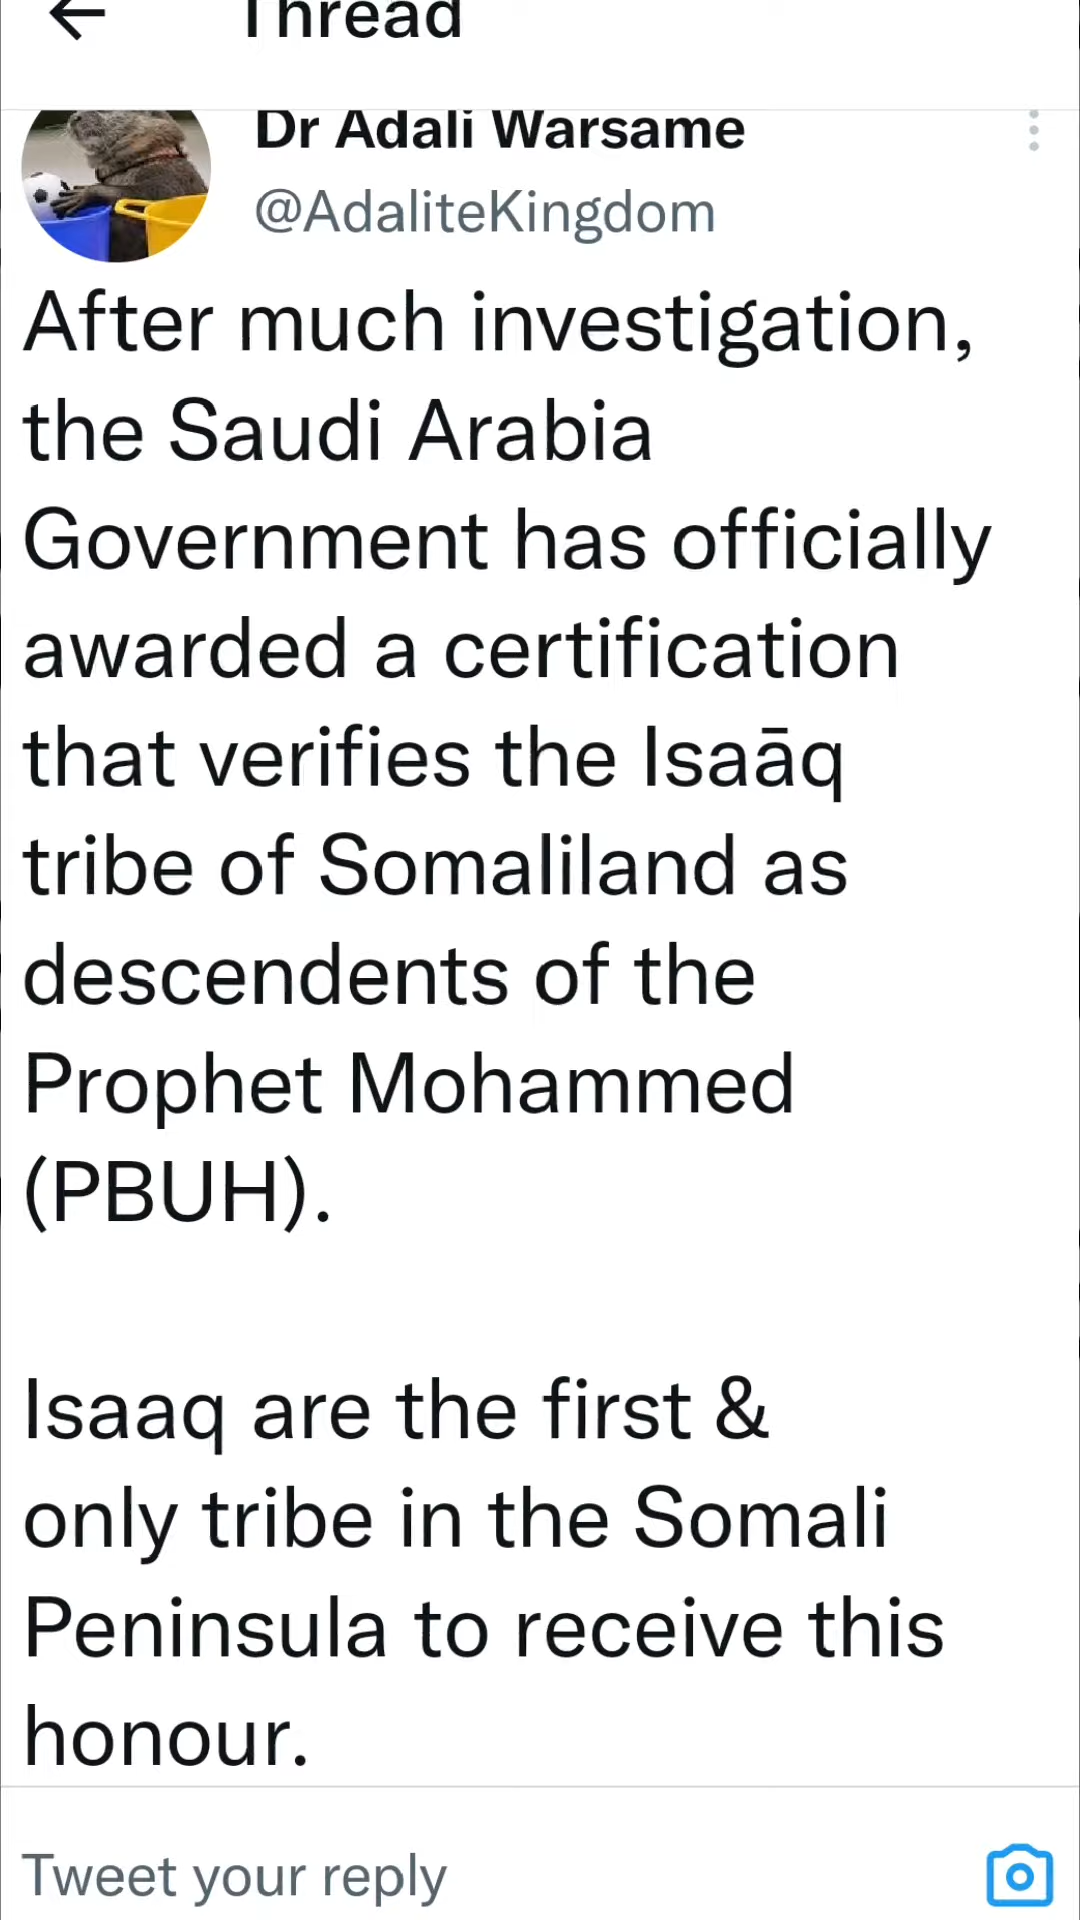 Thread
Dr Adali Warsame
@AdaliteKingdom
After much investigation,
the Saudi Arabia
Government has officially
awarded a certification
that verifies the Isaāq
tribe of Somaliland as
descendents of the
Prophet Mohammed
(PBUH).
Isaaq are the first &
only tribe in the Somali
Peninsula to receive this
honour.
Tweet your reply